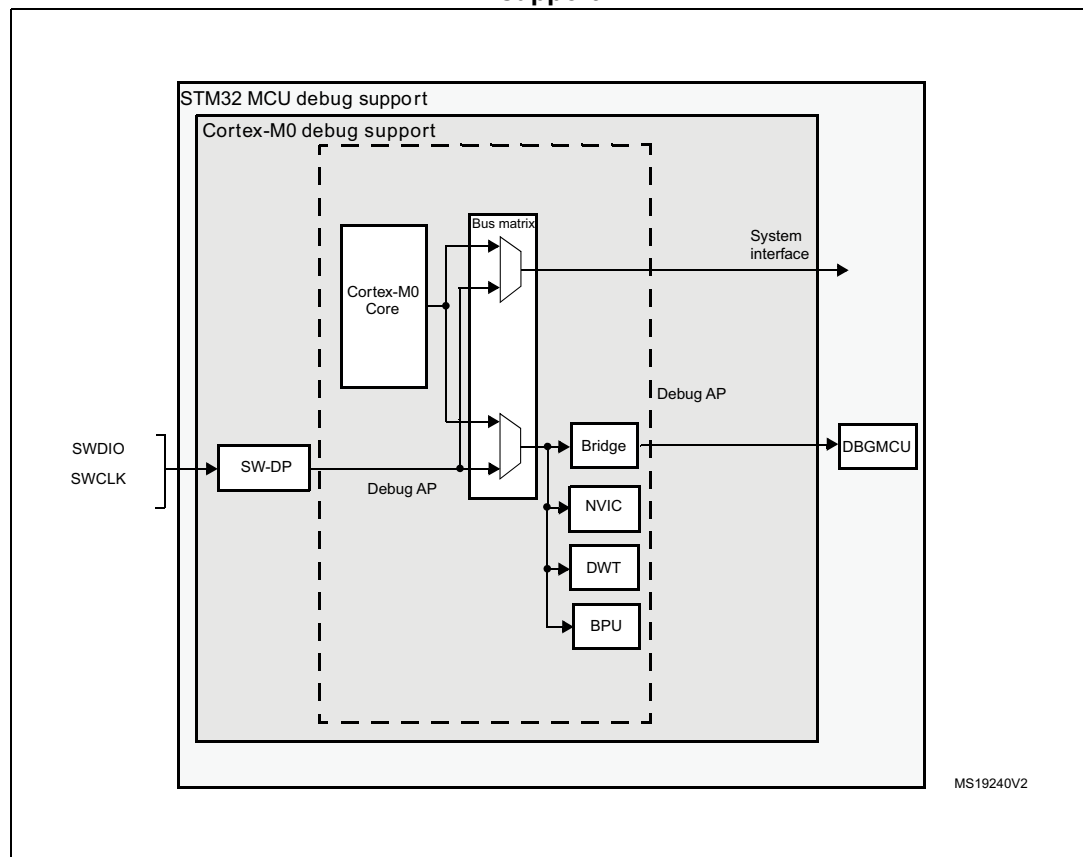 STM32 MCU debug support
Cortex-M0 debug support
Bus matrix
System
interface
Cortex-M0
Core
Debug AP
SWDIO
SWCLK
SW-DP
Debug AP
Bridge
DBGMCU
NVIC
DWT
BPU
MS19240V2